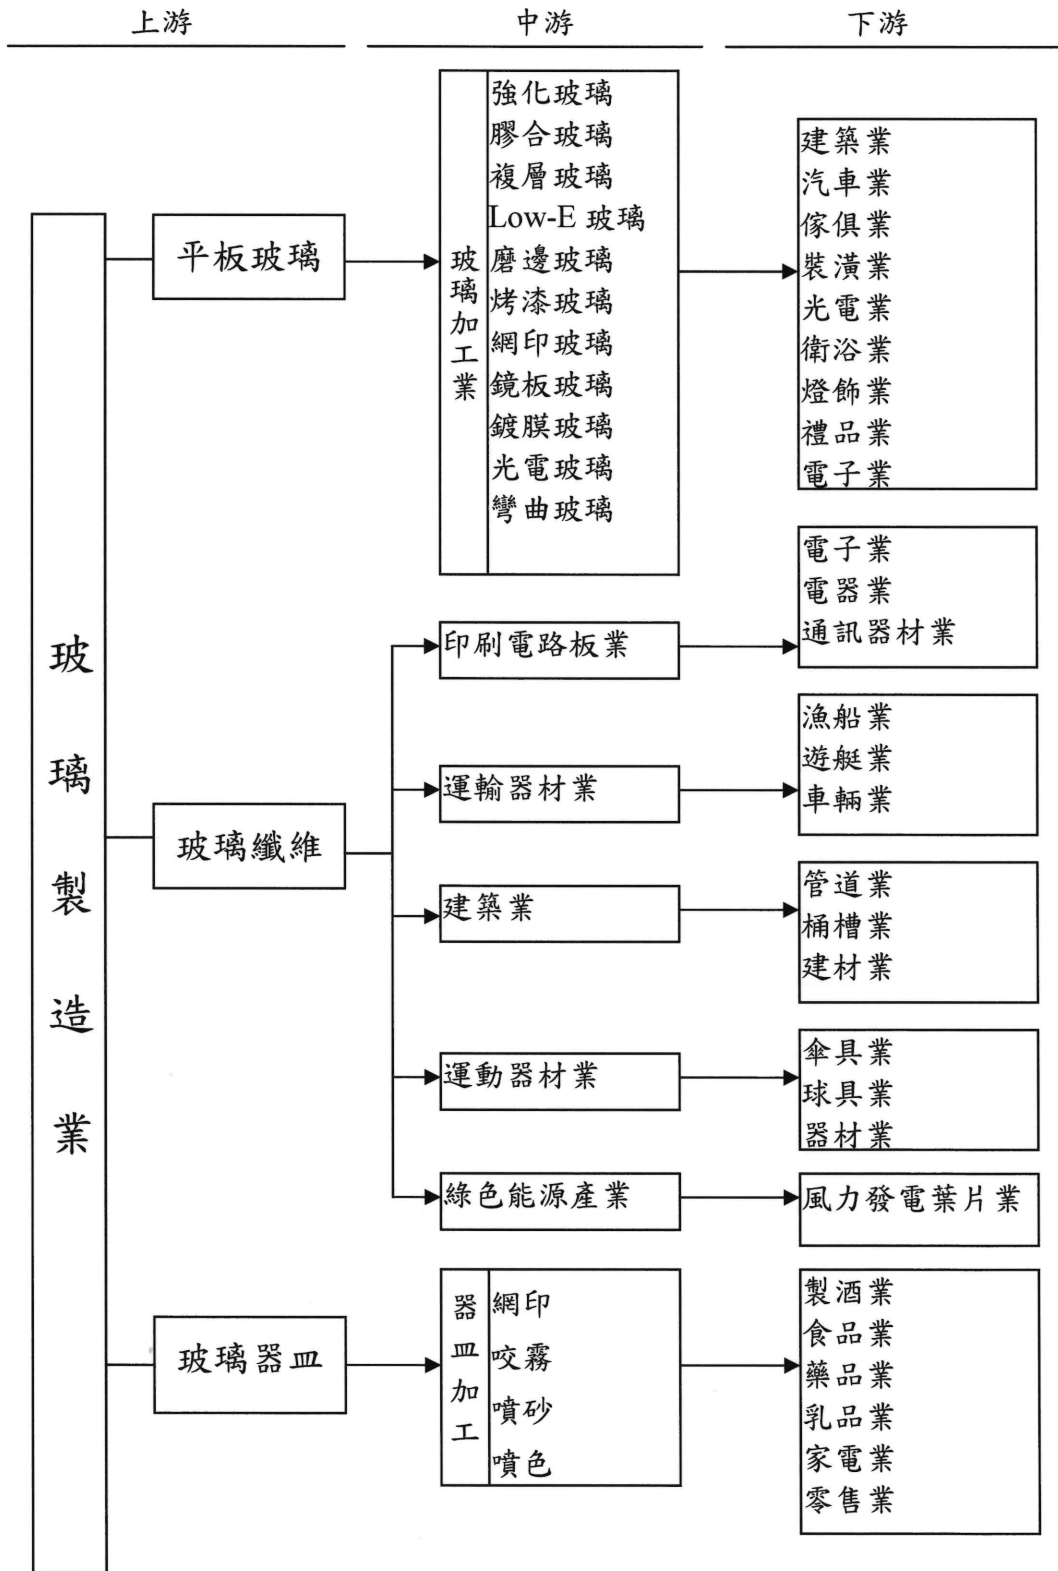 上游
中游
下游
玻璃製造業
平板玻璃
玻璃加工業
強化玻璃
膠合玻璃
複層玻璃
Low-E 玻璃
磨邊玻璃
烤漆玻璃
網印玻璃
鏡板玻璃
鍍膜玻璃
光電玻璃
彎曲玻璃
建築業
汽車業
傢俱業
裝潢業
光電業
衛浴業
燈飾業
禮品業
電子業
玻璃纖維
印刷電路板業
電子業
電器業
通訊器材業
運輸器材業
漁船業
遊艇業
車輛業
建築業
管道業
桶槽業
建材業
運動器材業
傘具業
球具業
器材業
綠色能源產業
風力發電葉片業
玻璃器皿
器皿加工
網印
咬霧
噴砂
噴色
製酒業
食品業
藥品業
乳品業
家電業
零售業